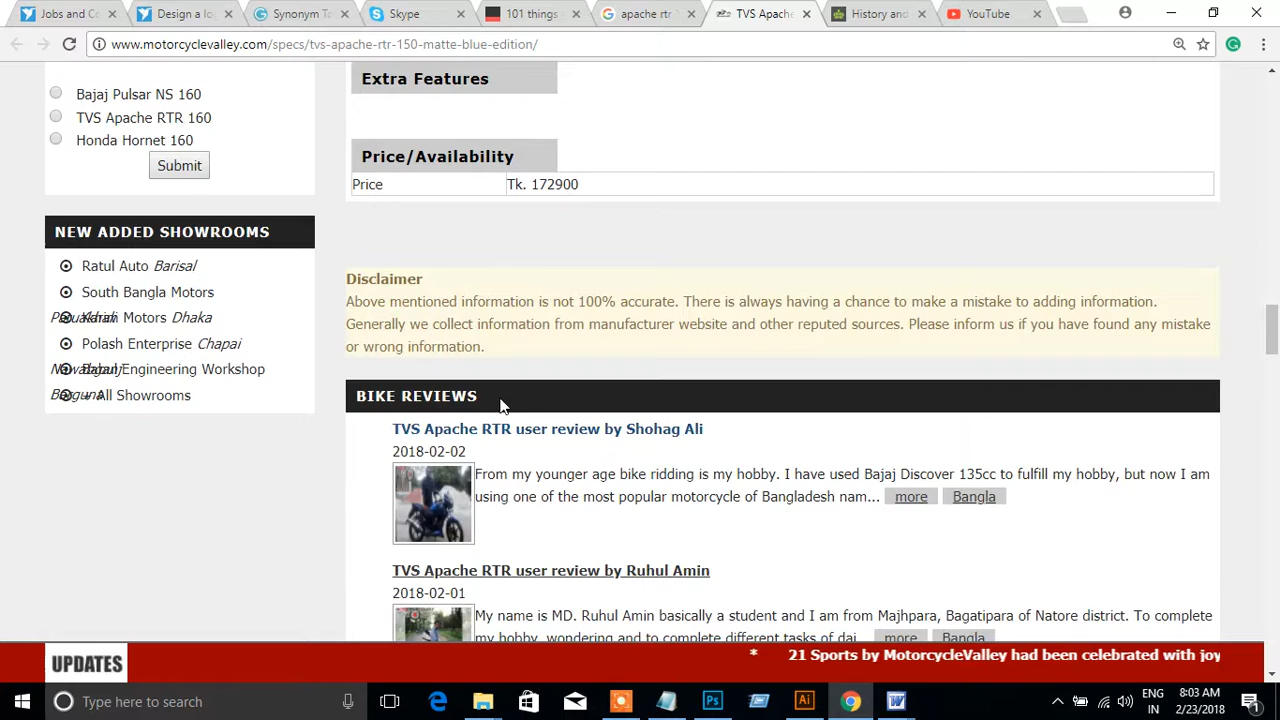 Jobs and Co
Design a lo
Synonym To
Skype
101 things
apache rtr
TVS Apache
History and
YouTube
www.motorcyclevalley.com/specs/tvs-apache-rtr-150-matte-blue-edition/
Extra Features
Bajaj Pulsar NS 160
TVS Apache RTR 160
Honda Hornet 160
Submit
Price/Availability
Price Tk. 172900
NEW ADDED SHOWROOMS
Ratul Auto Barisal
South Bangla Motors
Karim Motors Dhaka
Polash Enterprise Chapai
Babul Engineering Workshop
Barguna
+ All Showrooms
Disclaimer
Above mentioned information is not 100% accurate. There is always having a chance to make a mistake to adding information.
Generally we collect information from manufacturer website and other reputed sources. Please inform us if you have found any mistake
or wrong information.
BIKE REVIEWS
TVS Apache RTR user review by Shohag Ali
2018-02-02
From my younger age bike ridding is my hobby. I have used Bajaj Discover 135cc to fulfill my hobby, but now I am
using one of the most popular motorcycle of Bangladesh nam... more Bangla
TVS Apache RTR user review by Ruhul Amin
2018-02-01
My name is MD. Ruhul Amin basically a student and I am from Majhpara, Bagatipara of Natore district. To complete
my hobby, wondering and to complete different tasks of dai... more Bangla
UPDATES
* 21 Sports by MotorcycleValley had been celebrated with joy
Type here to search
ENG
IN
8:03 AM
2/23/2018
1